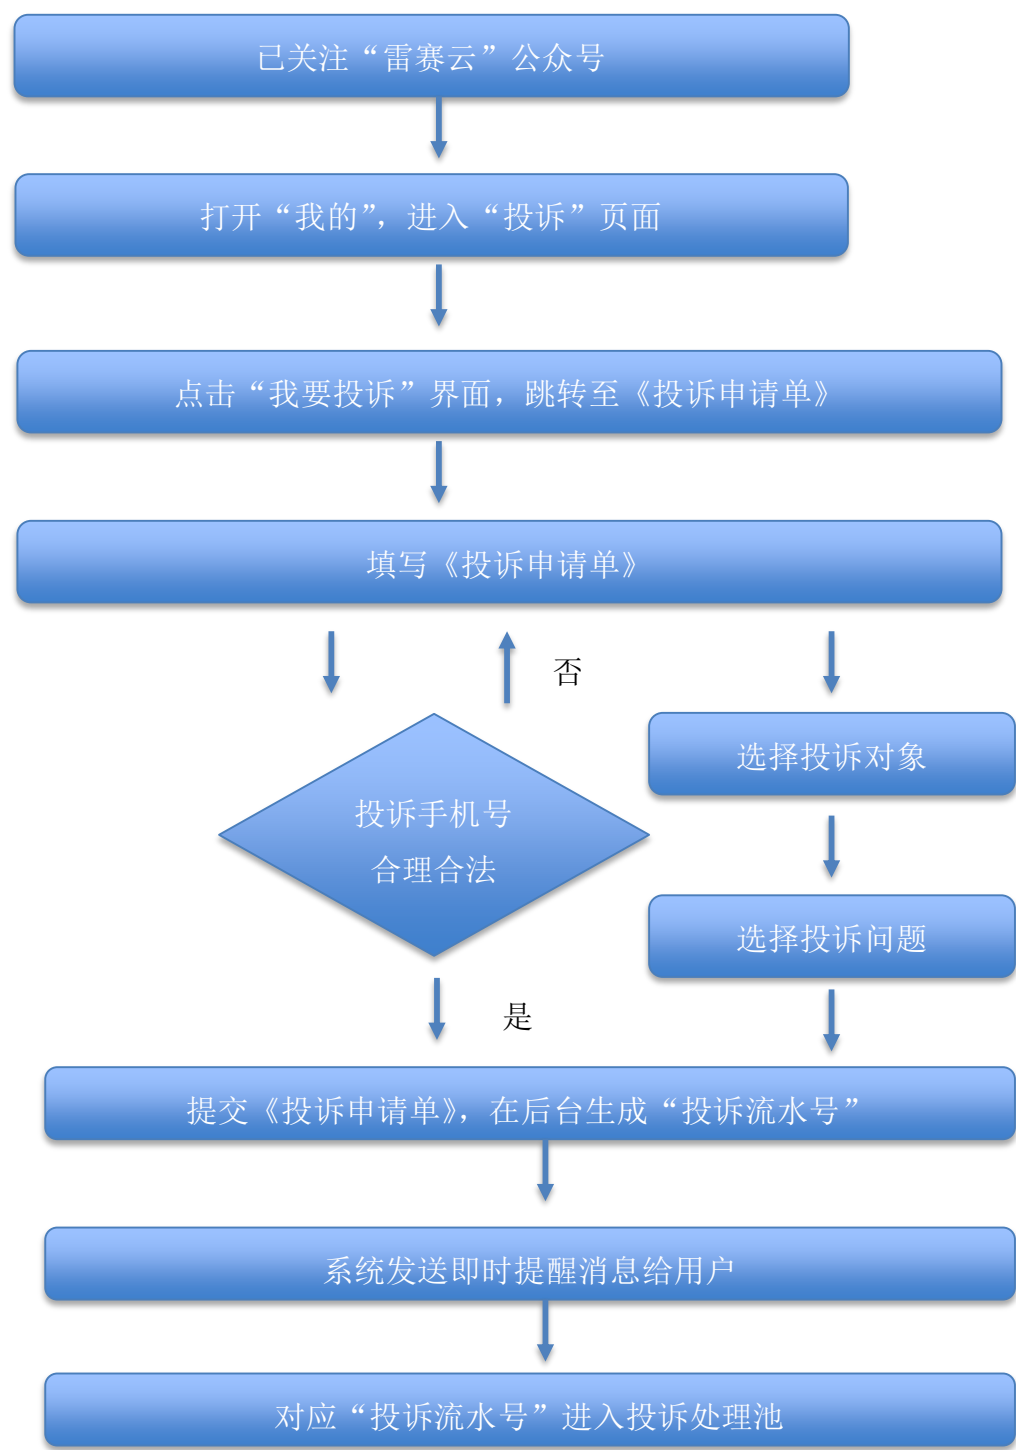 已关注“雷赛云”公众号
打开“我的”，进入“投诉”页面
点击“我要投诉”界面，跳转至《投诉申请单》
填写《投诉申请单》
否
选择投诉对象
投诉手机号
合理合法
选择投诉问题
是
提交《投诉申请单》，在后台生成“投诉流水号”
系统发送即时提醒消息给用户
对应“投诉流水号”进入投诉处理池